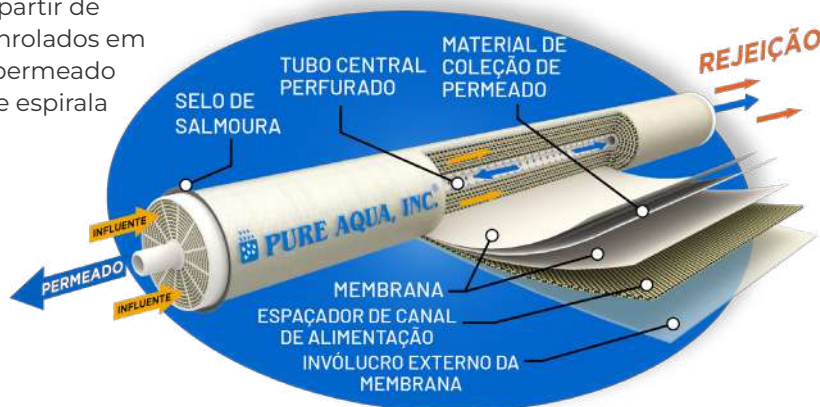 partir de
nrolados em
permeado
e espirala
SELO DE
SALMOURA
TUBO CENTRAL
PERFURADO
MATERIAL DE
COLEÇÃO DE
PERMEADO
REJEIÇÃO
INFLUENTE
PERMEADO
INFLUENTE
PURE AQUA, INC.®
MEMBRANA
ESPAÇADOR DE CANAL
DE ALIMENTAÇÃO
INVÓLUCRO EXTERNO DA
MEMBRANA